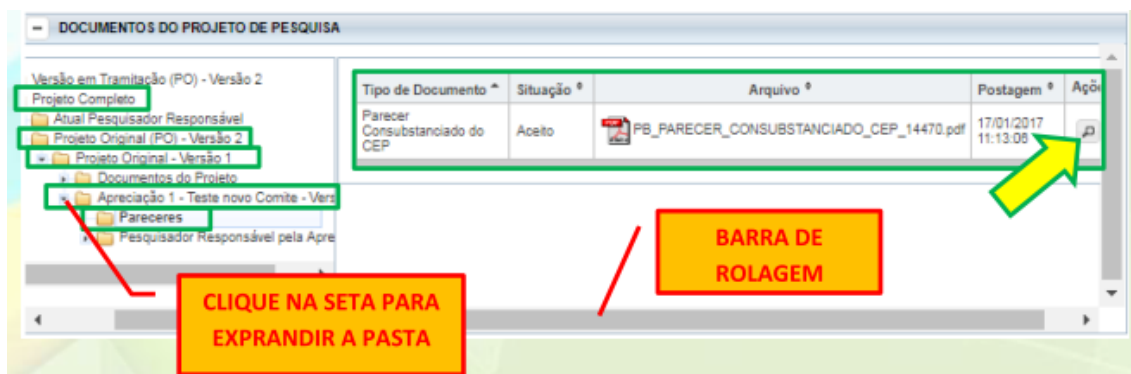 DOCUMENTOS DO PROJETO DE PESQUISA
Versão em Tramitação (PO) - Versão 2
Projeto Completo
Atual Pesquisador Responsável
Projeto Original (PO) - Versão 2
Projeto Original - Versão 1
Documentos do Projeto
Apreciação 1 - Teste novo Comite - Vers
Pareceres
Pesquisador Responsável pela Apre
Tipo de Documento Situação Arquivo Postagem Açõe
Parecer
Consubstanciado do
CEP
Aceito
PB_PARECER_CONSUBSTANCIADO_CEP_14470.pdf
17/01/2017
11:13:06
BARRA DE
ROLAGEM
CLIQUE NA SETA PARA
EXPRANDIR A PASTA